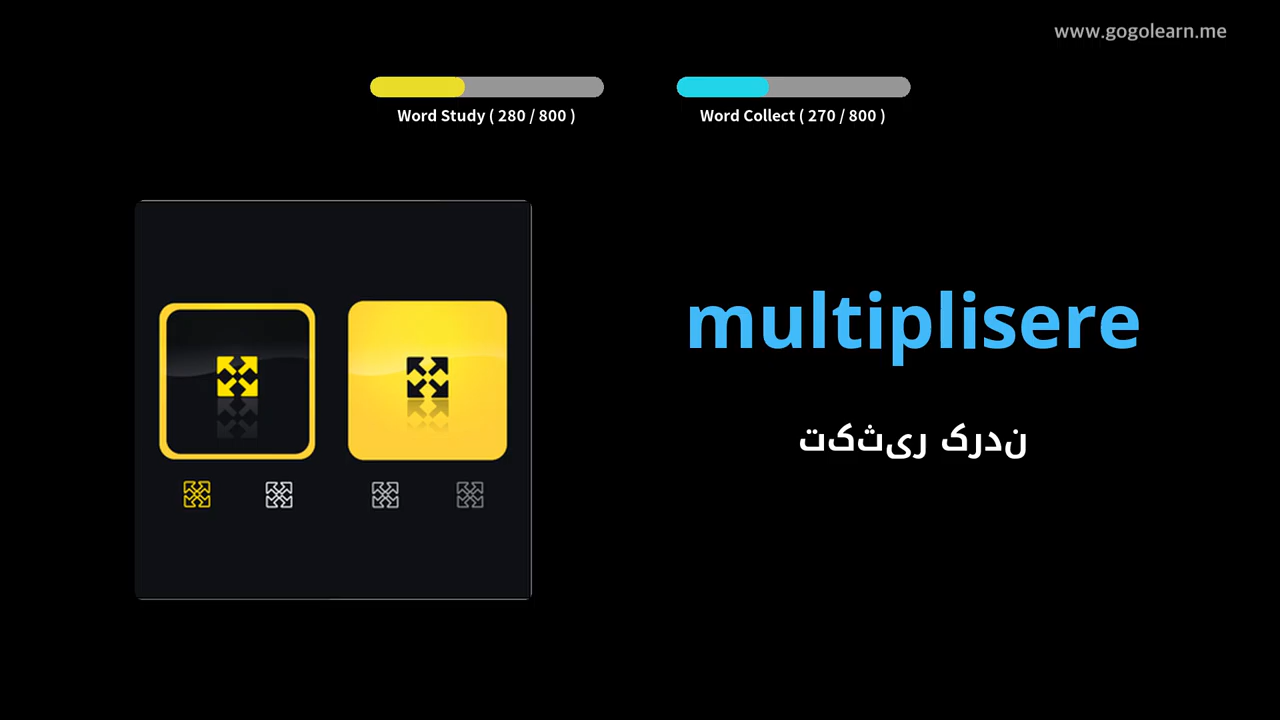 www.gogolearn.me
Word Study ( 280 / 800 )
Word Collect ( 270 / 800 )
multiplisere
تکثیر کردن